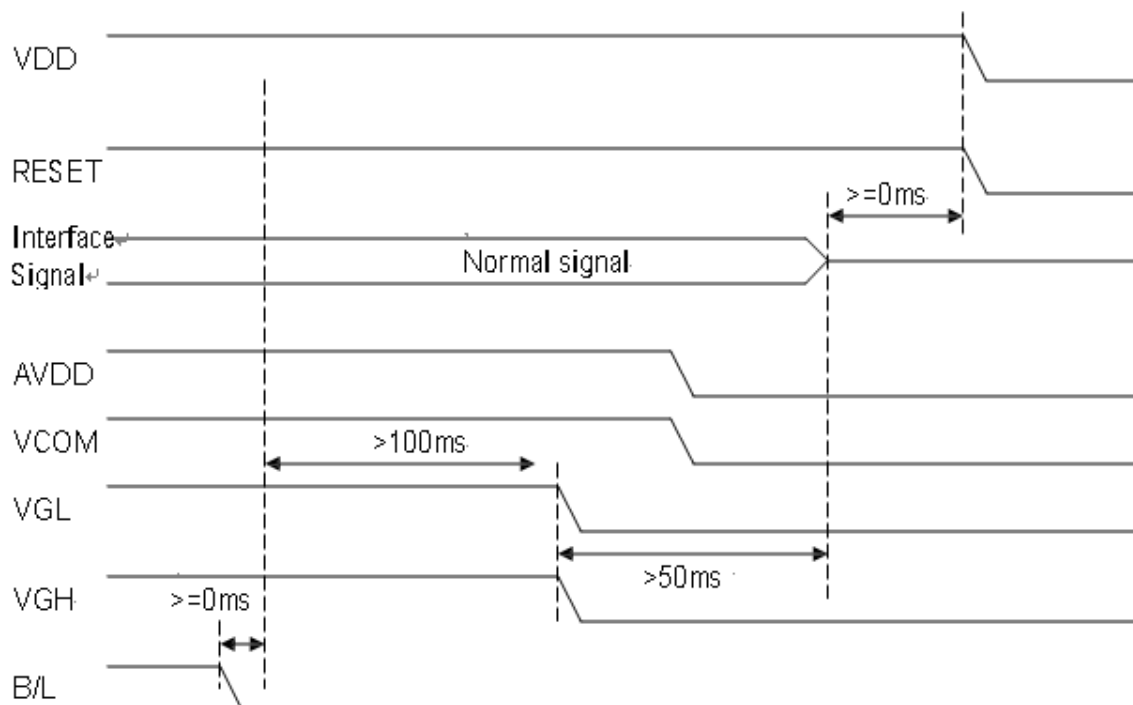 VDD
RESET
>=0ms
Interface↵
Normal signal
Signal↵
AVDD
VCOM
>100ms
VGL
>50ms
VGH
>=0ms
B/L